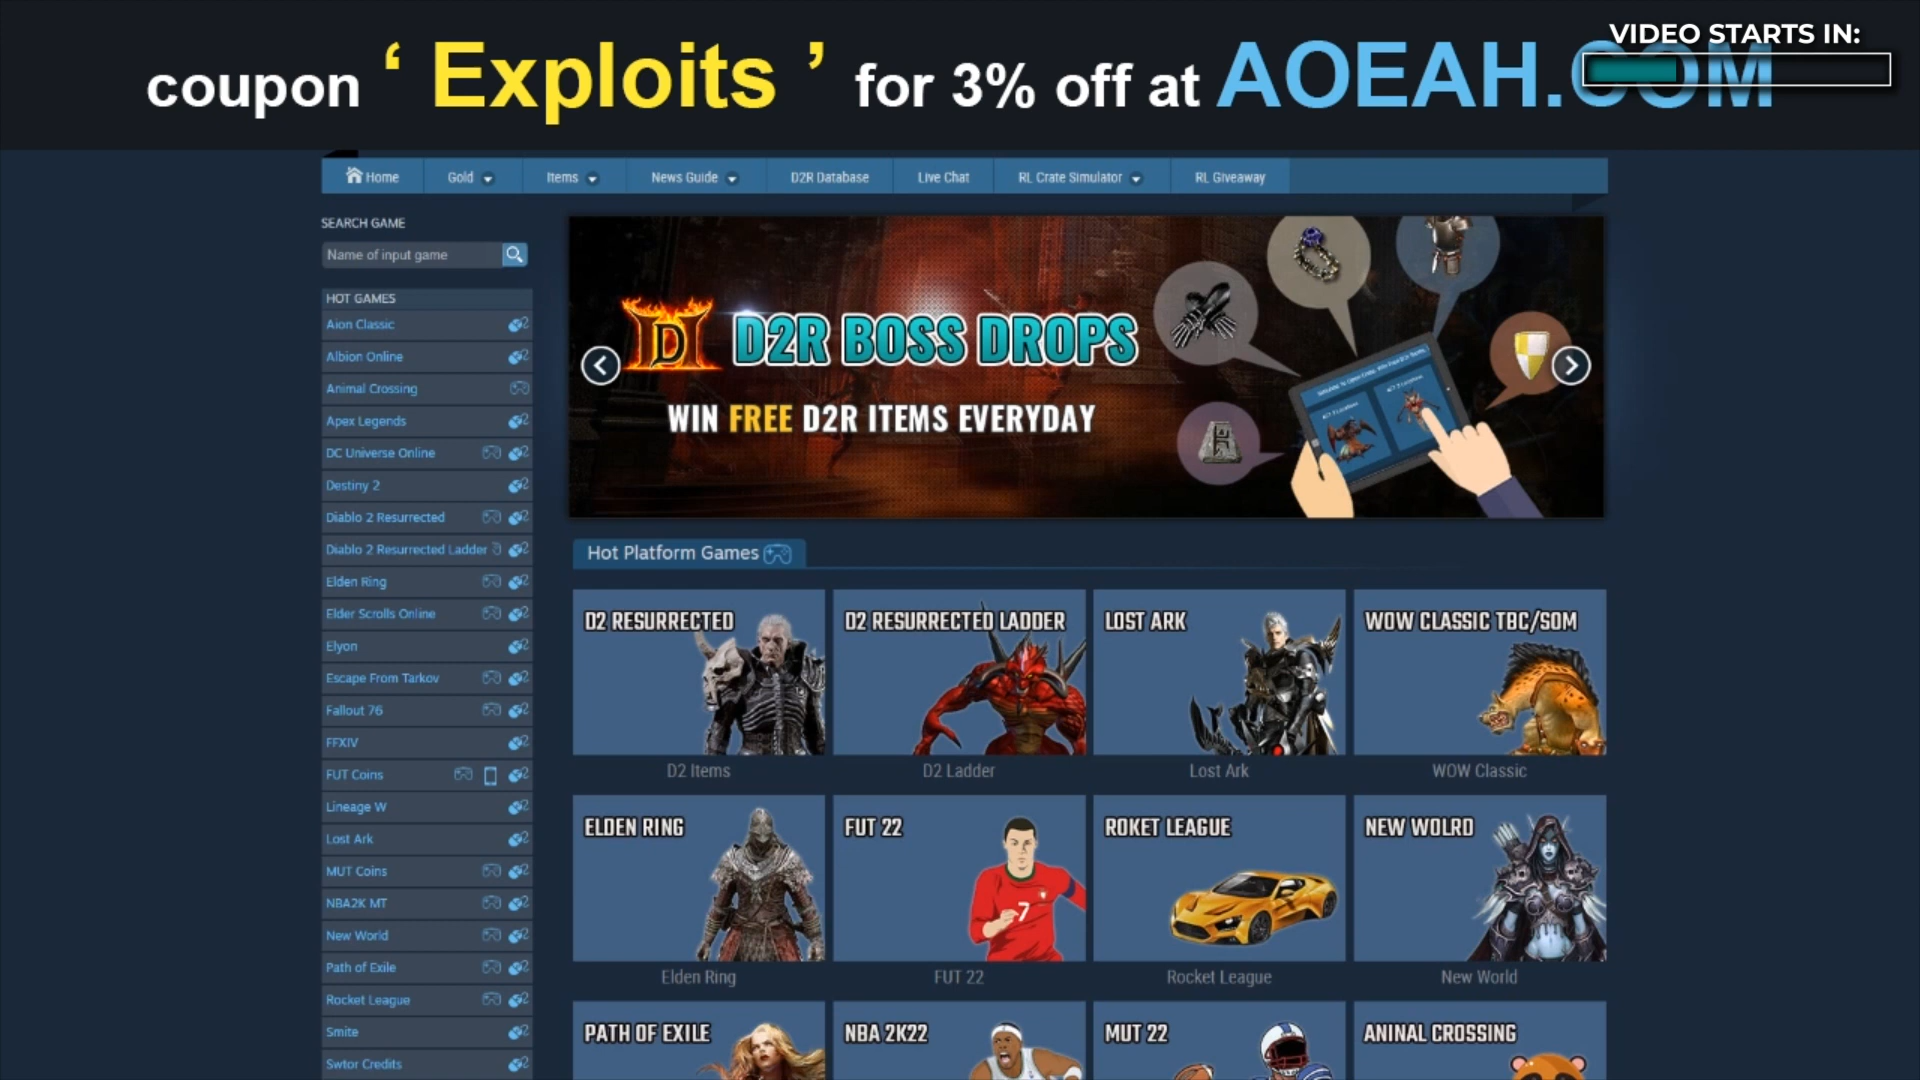 VIDEO STARTS IN:
coupon ‘ Exploits ’ for 3% off at AOEAH.COM
Home Gold Items News Guide D2R Database Live Chat RL Crate Simulator RL Giveaway
SEARCH GAME
Name of input game
HOT GAMES
Aion Classic
Albion Online
Animal Crossing
Apex Legends
DC Universe Online
Destiny 2
Diablo 2 Resurrected
Diablo 2 Resurrected Ladder
Elden Ring
Elder Scrolls Online
Elyon
Escape From Tarkov
Fallout 76
FFXIV
FUT Coins
Lineage W
Lost Ark
MUT Coins
NBA2K MT
New World
Path of Exile
Rocket League
Smite
Swtor Credits
D2R BOSS DROPS
WIN FREE D2R ITEMS EVERYDAY
Hot Platform Games
D2 RESURRECTED D2 RESURRECTED LADDER LOST ARK WOW CLASSIC TBC/SOM
D2 Items D2 Ladder Lost Ark WOW Classic
ELDEN RING FUT 22 ROKET LEAGUE NEW WOLRD
7
Elden Ring FUT 22 Rocket League New World
PATH OF EXILE NBA 2K22 MUT 22 ANINAL CROSSING